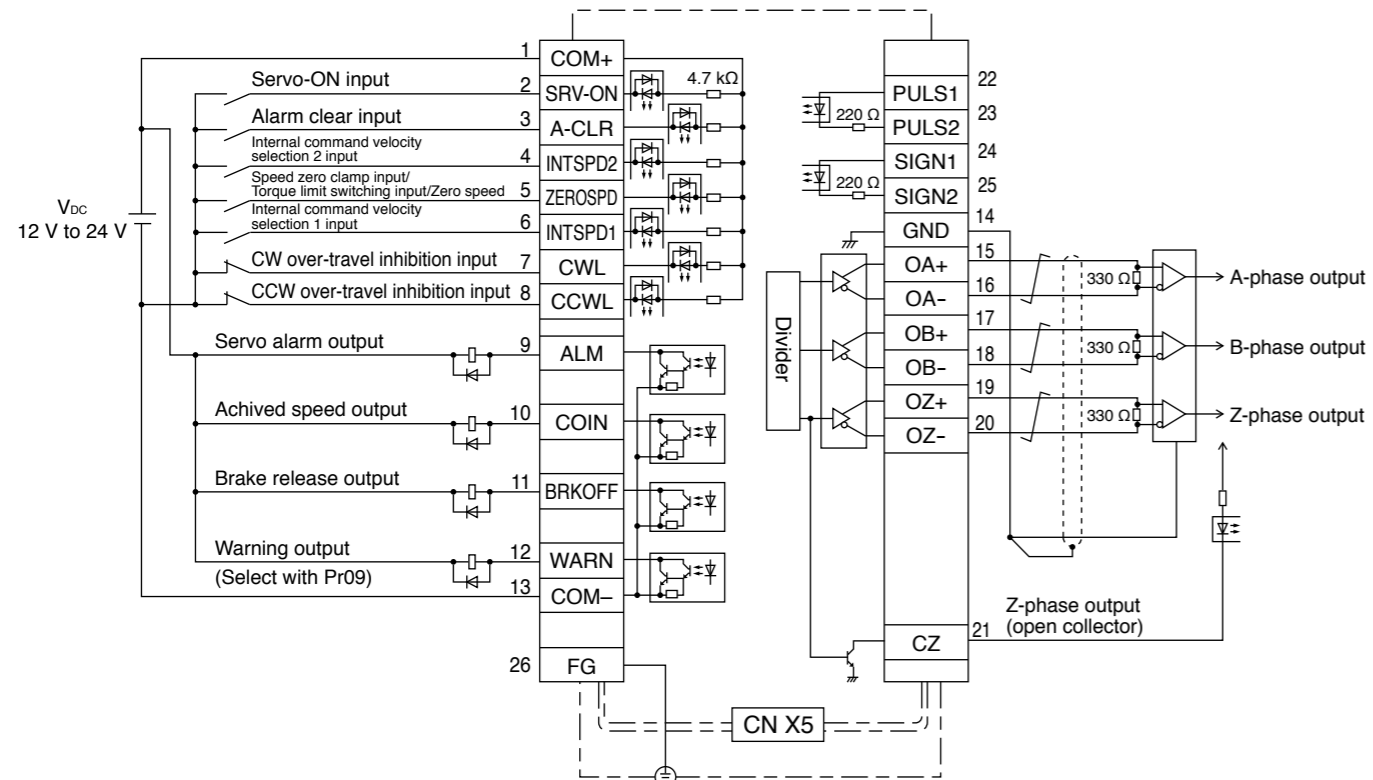 VDC
12 V to 24 V
1
COM+
Servo-ON input
2
SRV-ON
4.7 kΩ
Alarm clear input
3
A-CLR
Internal command velocity
selection 2 input
4
INTSPD2
Speed zero clamp input/
Torque limit switching input/Zero speed
5
ZEROSPD
Internal command velocity
selection 1 input
6
INTSPD1
CW over-travel inhibition input
7
CWL
CCW over-travel inhibition input
8
CCWL
Servo alarm output
9
ALM
Achived speed output
10
COIN
Brake release output
11
BRKOFF
Warning output
(Select with Pr09)
12
WARN
13
COM–
26
FG
CN X5
22
PULS1
220 Ω
23
PULS2
24
SIGN1
220 Ω
25
SIGN2
14
GND
Divider
15
OA+
16
OA–
330 Ω
A-phase output
17
OB+
18
OB–
330 Ω
B-phase output
19
OZ+
20
OZ–
330 Ω
Z-phase output
Z-phase output
(open collector)
21
CZ